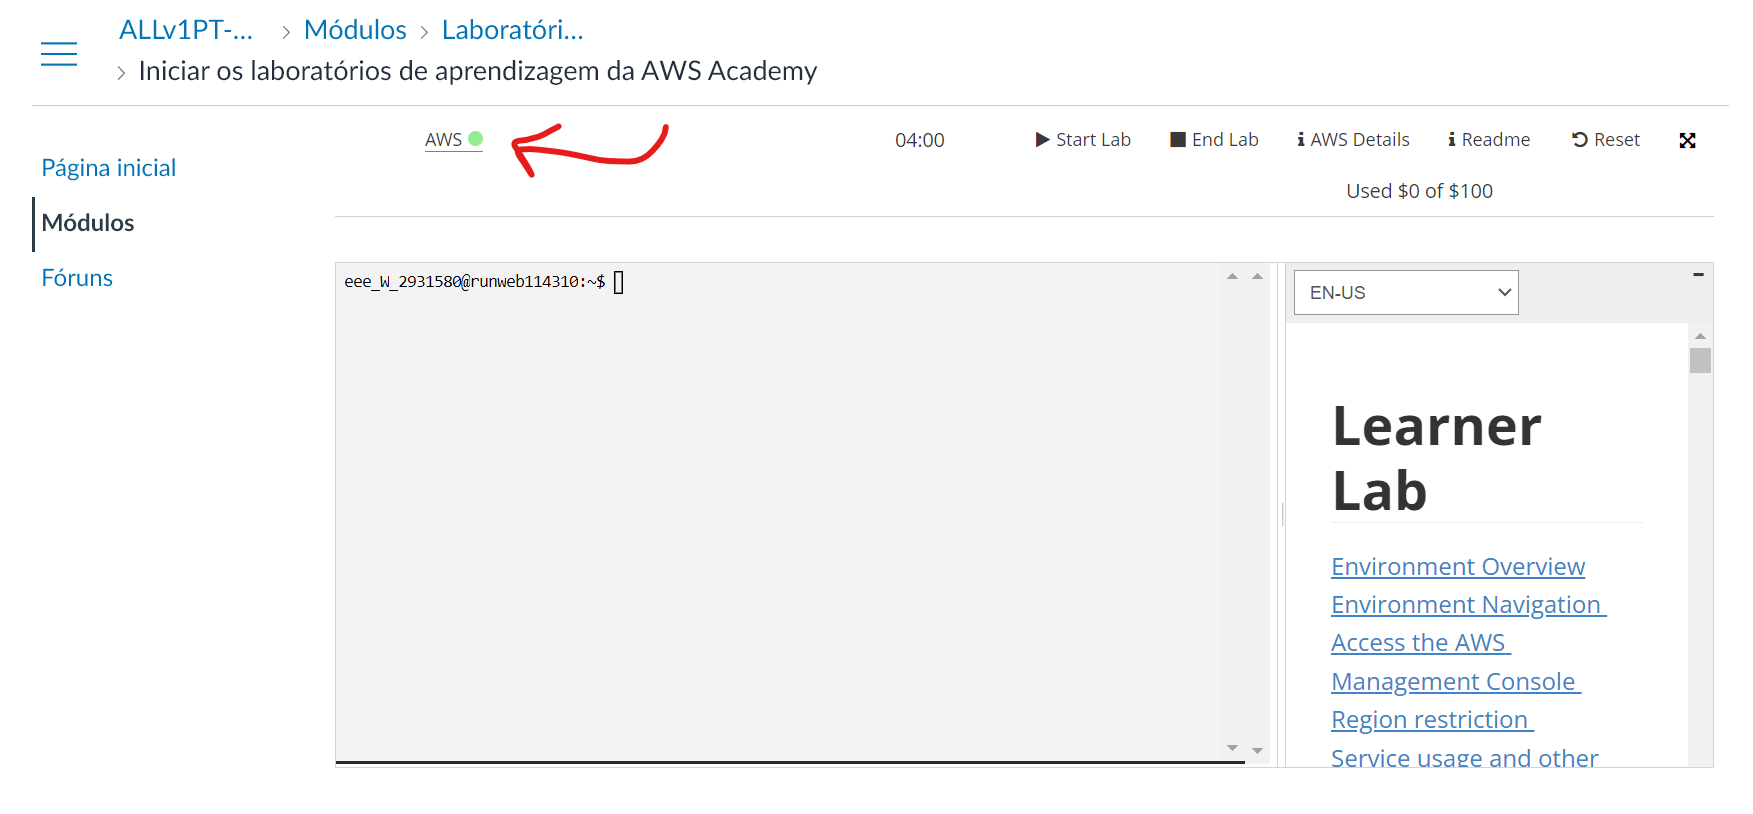 ALLv1PT-... > Módulos > Laboratóri...
> Iniciar os laboratórios de aprendizagem da AWS Academy
Página inicial
Módulos
Fóruns
AWS
04:00
Start Lab
End Lab
AWS Details
Readme
Reset
Used $0 of $100
eee_W_2931580@runweb114310:~$
EN-US
Learner
Lab
Environment Overview
Environment Navigation
Access the AWS
Management Console
Region restriction
Service usage and other